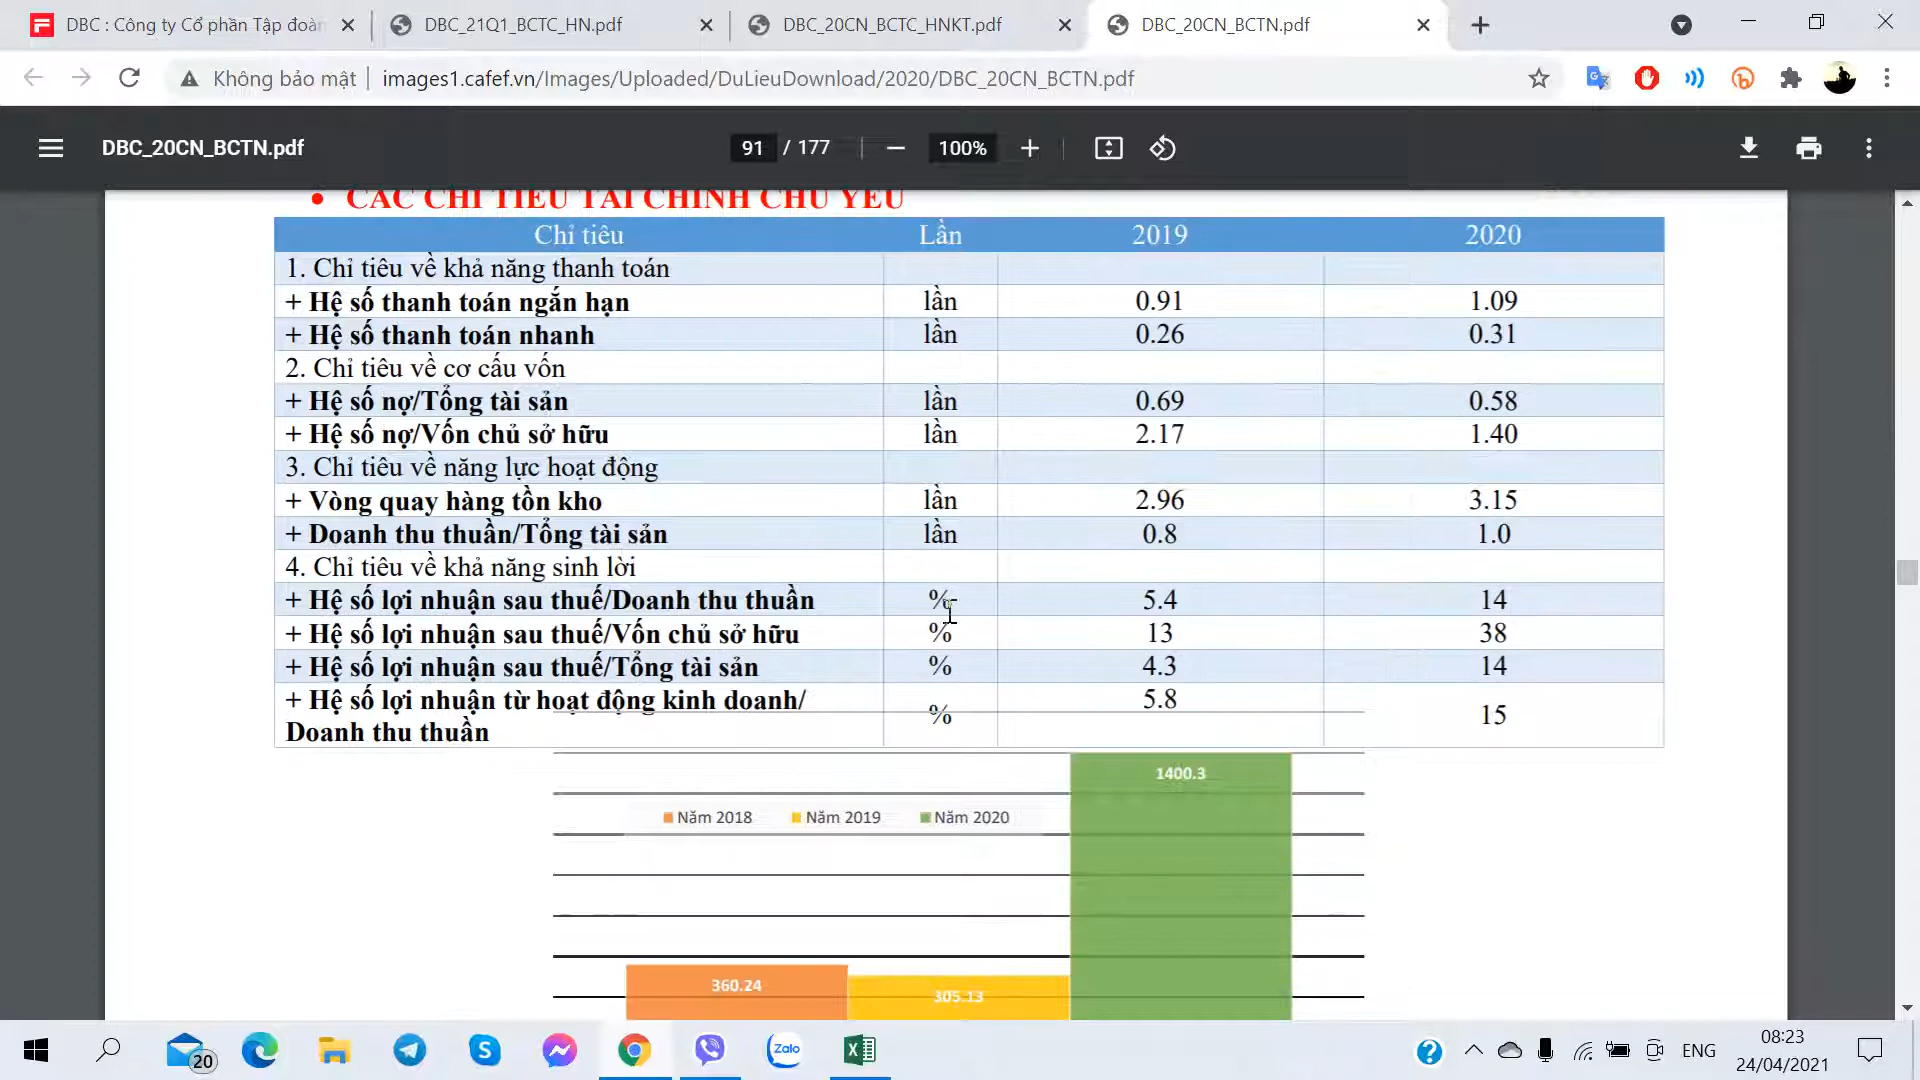 DBC : Công ty Cổ phần Tập đoàn
DBC_21Q1_BCTC_HN.pdf
DBC_20CN_BCTC_HNKT.pdf
DBC_20CN_BCTN.pdf
Không bảo mật
images1.cafef.vn/Images/Uploaded/DuLieuDownload/2020/DBC_20CN_BCTN.pdf
DBC_20CN_BCTN.pdf
91 / 177
100%
• CÁC CHỈ TIÊU TÀI CHÍNH CHỦ YẾU
Chỉ tiêu Lần 2019 2020
1. Chỉ tiêu về khả năng thanh toán
+ Hệ số thanh toán ngắn hạn lần 0.91 1.09
+ Hệ số thanh toán nhanh lần 0.26 0.31
2. Chỉ tiêu về cơ cấu vốn
+ Hệ số nợ/Tổng tài sản lần 0.69 0.58
+ Hệ số nợ/Vốn chủ sở hữu lần 2.17 1.40
3. Chỉ tiêu về năng lực hoạt động
+ Vòng quay hàng tồn kho lần 2.96 3.15
+ Doanh thu thuần/Tổng tài sản lần 0.8 1.0
4. Chỉ tiêu về khả năng sinh lời
+ Hệ số lợi nhuận sau thuế/Doanh thu thuần % 5.4 14
+ Hệ số lợi nhuận sau thuế/Vốn chủ sở hữu % 13 38
+ Hệ số lợi nhuận sau thuế/Tổng tài sản % 4.3 14
+ Hệ số lợi nhuận từ hoạt động kinh doanh/ % 5.8 15
Doanh thu thuần
1400.3
Năm 2018 Năm 2019 Năm 2020
360.24
305.13
20
Zalo
ENG
08:23
24/04/2021